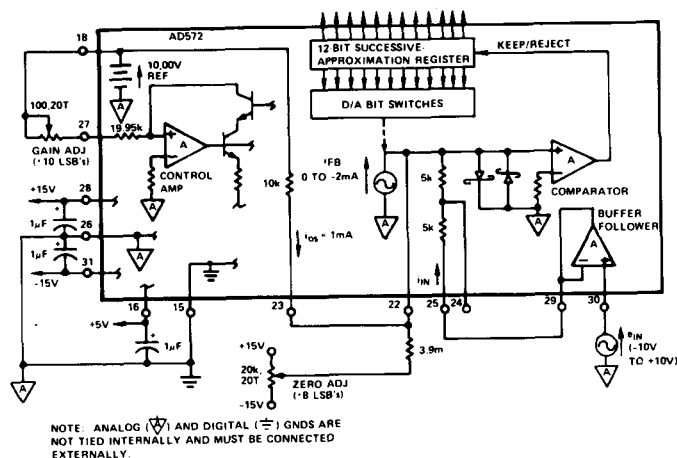 18
AD572
12-BIT SUCCESSIVE-
APPROXIMATION REGISTER
KEEP/REJECT
10,00V
REF
D/A BIT SWITCHES
A
100,20T
27
19.95k
+
A
−
GAIN ADJ
(·10 LSB's)
CONTROL
AMP
A
10k
iFB
0 TO -2mA
A
5k
5k
+
A
−
COMPARATOR
A
BUFFER
FOLLOWER
A
−
+
+15V
28
1μF
+
26
1μF
+
-15V
31
A
iOS = 1mA
iIN
16
15
23
22
25
24
29
30
+5V
+
1μF
A
+15V
20k,
20T
-15V
ZERO ADJ
(·8 LSB's)
3.9m
eIN
(-10V
TO +10V)
A
NOTE: ANALOG (A) AND DIGITAL (⏚) GNDS ARE
NOT TIED INTERNALLY AND MUST BE CONNECTED
EXTERNALLY.